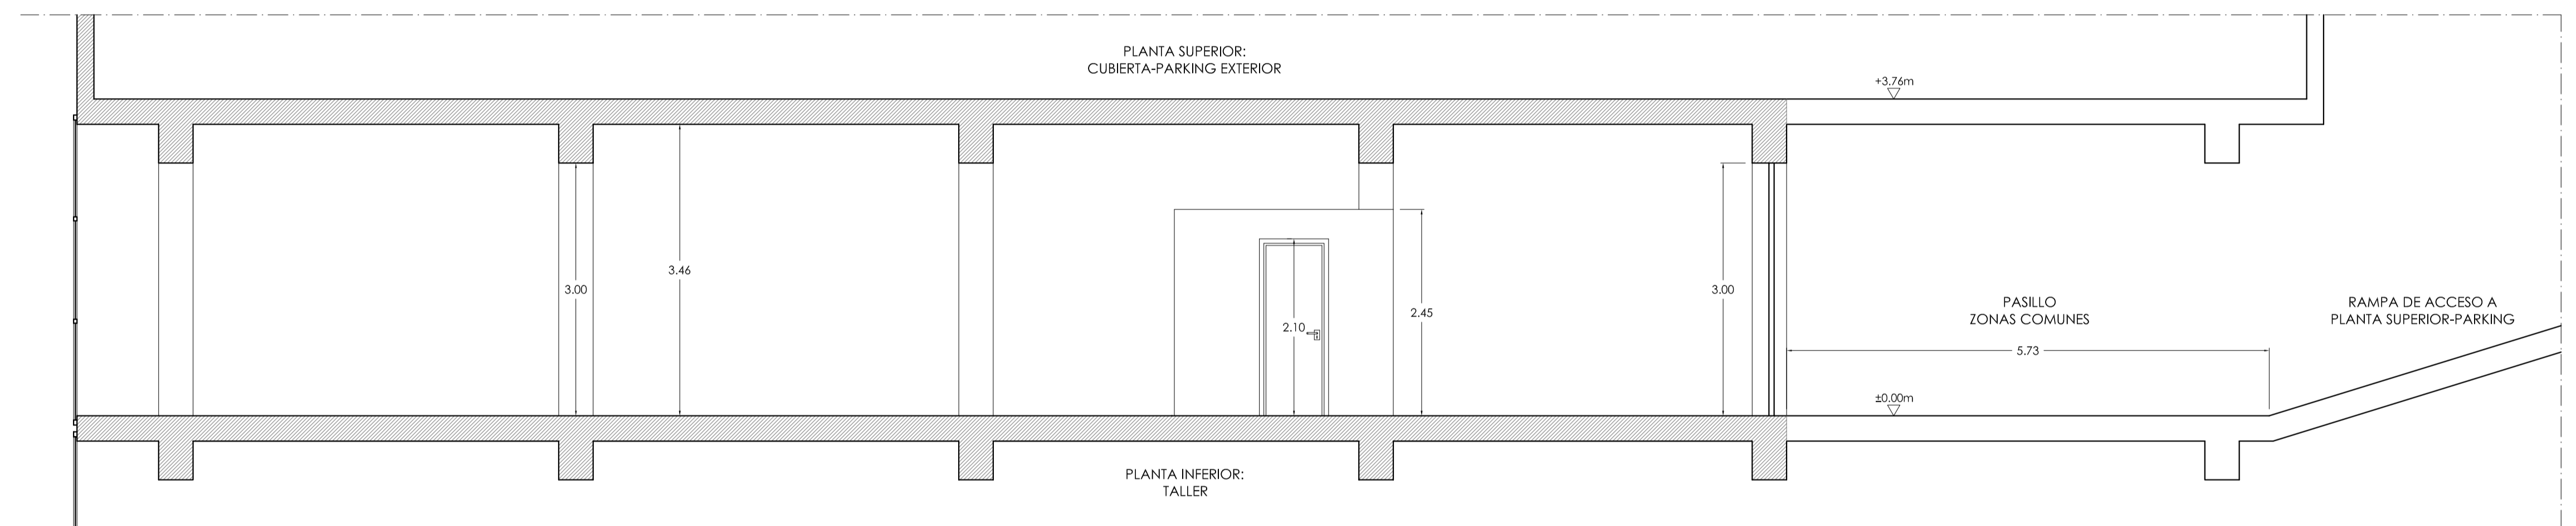 PLANTA SUPERIOR:
CUBIERTA-PARKING EXTERIOR
+3.76m
3.46
3.00
3.00
2.45
2.10
PASILLO
ZONAS COMUNES
RAMPA DE ACCESO A
PLANTA SUPERIOR-PARKING
5.73
±0.00m
PLANTA INFERIOR:
TALLER